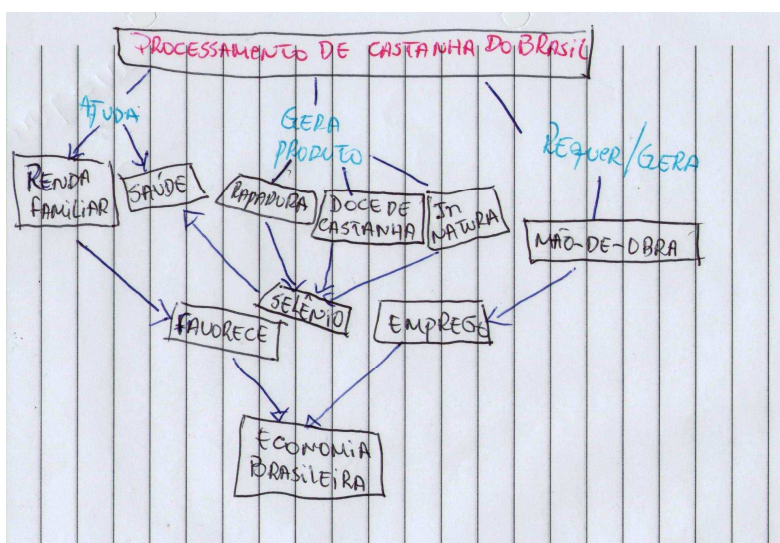 PROCESSAMENTO DE CASTANHA DO BRASIL
AJUDA
GERA
PRODUTO
REQUER/GERA
RENDA
FAMILIAR
SAÚDE
RAPADURA
DOCE DE
CASTANHA
In
NATURA
MÃO-DE-OBRA
SELÊNIO
FAVORECE
EMPREGO
ECONOMIA
BRASILEIRA